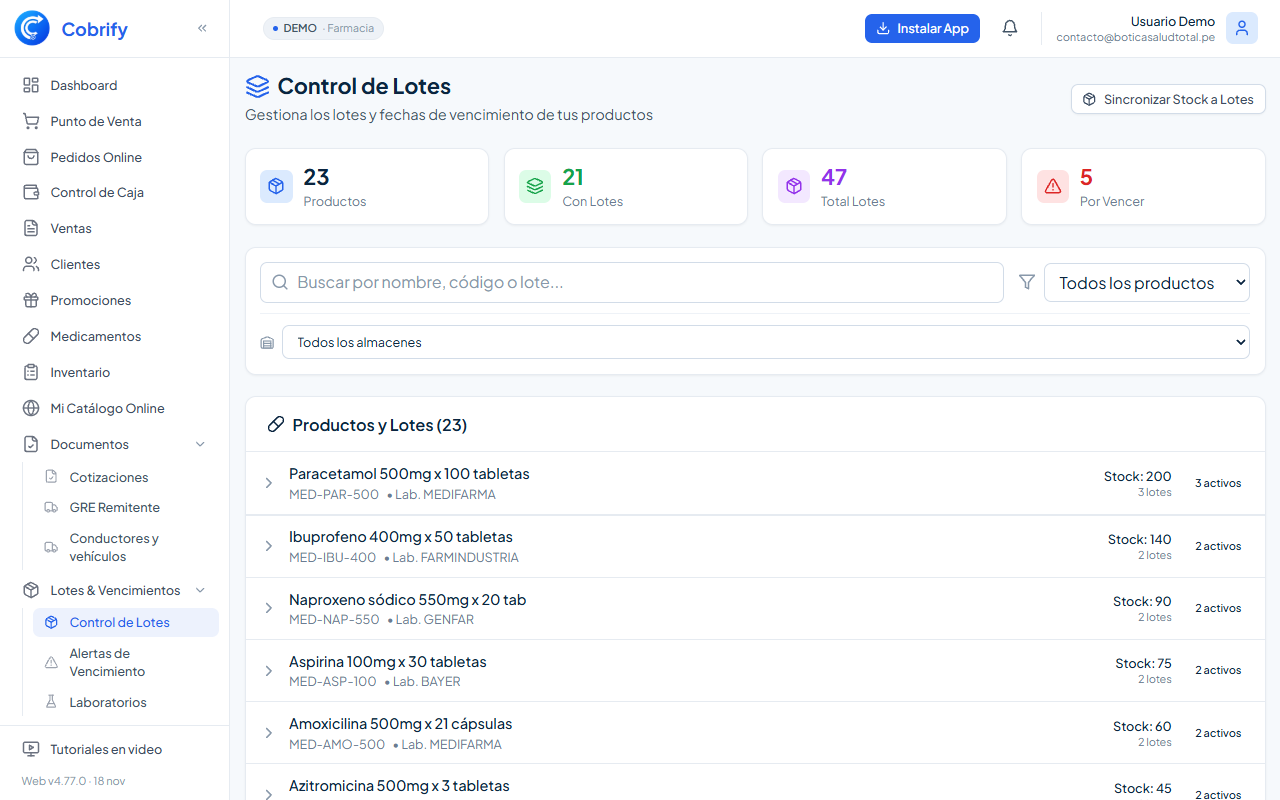 Cobrify
DEMO · Farmacia
Instalar App
Usuario Demo
contacto@boticasaludtotal.pe
Dashboard
Punto de Venta
Pedidos Online
Control de Caja
Ventas
Clientes
Promociones
Medicamentos
Inventario
Mi Catálogo Online
Documentos
Cotizaciones
GRE Remitente
Conductores y
vehículos
Lotes & Vencimientos
Control de Lotes
Alertas de
Vencimiento
Laboratorios
Tutoriales en video
Web v4.77.0 · 18 nov
Control de Lotes
Gestiona los lotes y fechas de vencimiento de tus productos
Sincronizar Stock a Lotes
23
Productos
21
Con Lotes
47
Total Lotes
5
Por Vencer
Buscar por nombre, código o lote...
Todos los productos
Todos los almacenes
Productos y Lotes (23)
Paracetamol 500mg x 100 tabletas
MED-PAR-500 • Lab. MEDIFARMA
Stock: 200
3 lotes
3 activos
Ibuprofeno 400mg x 50 tabletas
MED-IBU-400 • Lab. FARMINDUSTRIA
Stock: 140
2 lotes
2 activos
Naproxeno sódico 550mg x 20 tab
MED-NAP-550 • Lab. GENFAR
Stock: 90
2 lotes
2 activos
Aspirina 100mg x 30 tabletas
MED-ASP-100 • Lab. BAYER
Stock: 75
2 lotes
2 activos
Amoxicilina 500mg x 21 cápsulas
MED-AMO-500 • Lab. MEDIFARMA
Stock: 60
2 lotes
2 activos
Azitromicina 500mg x 3 tabletas
Stock: 45
2 activos